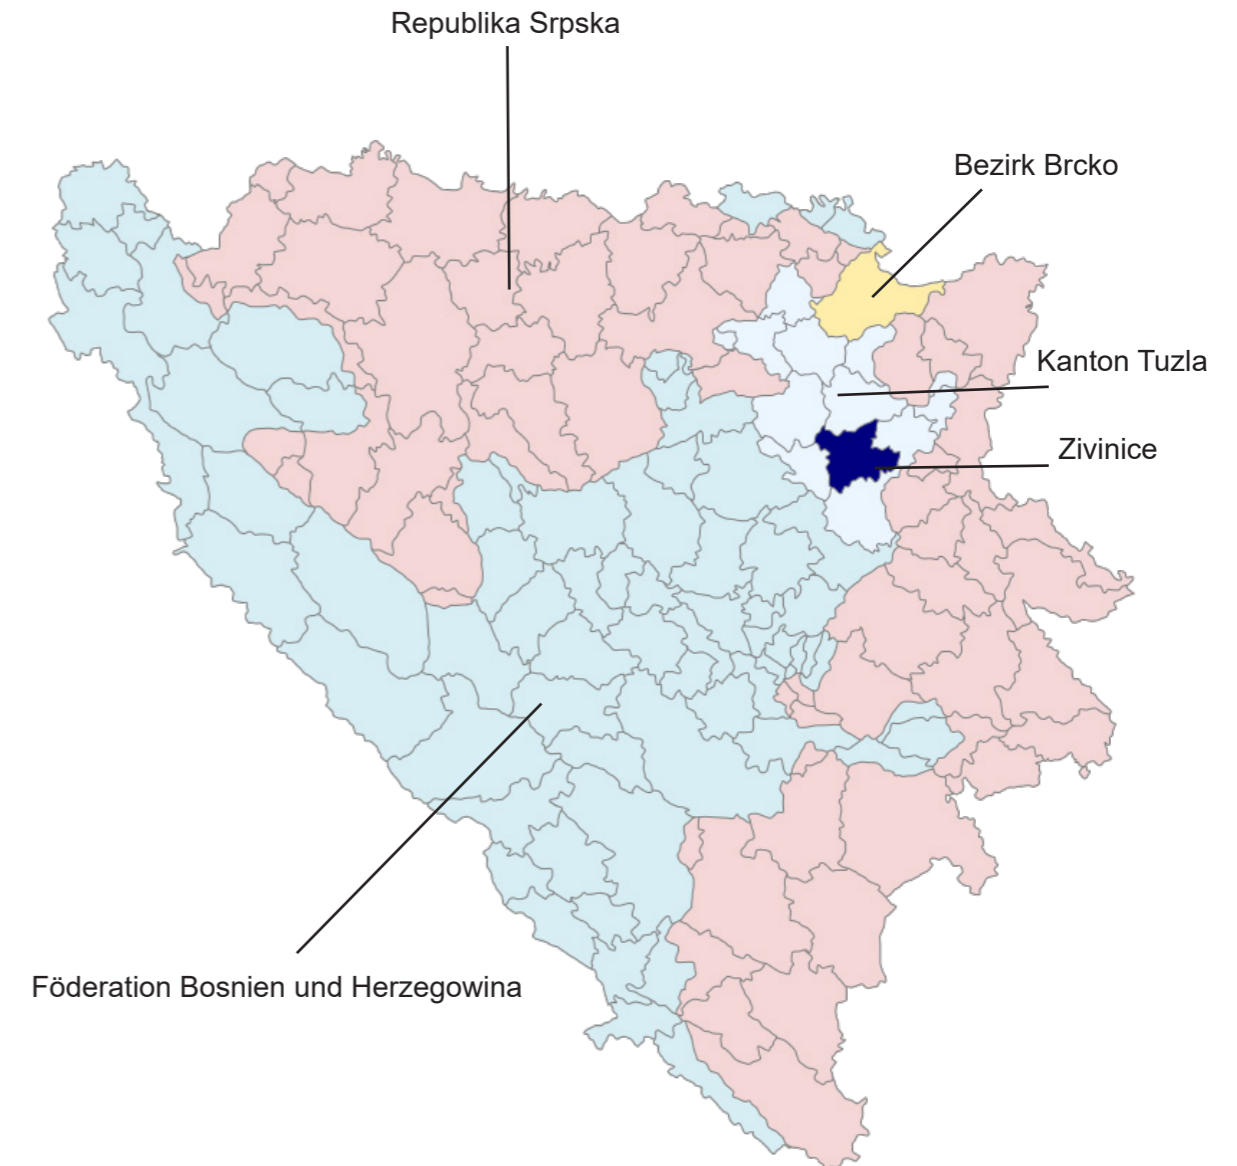 Republika Srpska
Bezirk Brcko
Kanton Tuzla
Zivinice
Föderation Bosnien und Herzegowina